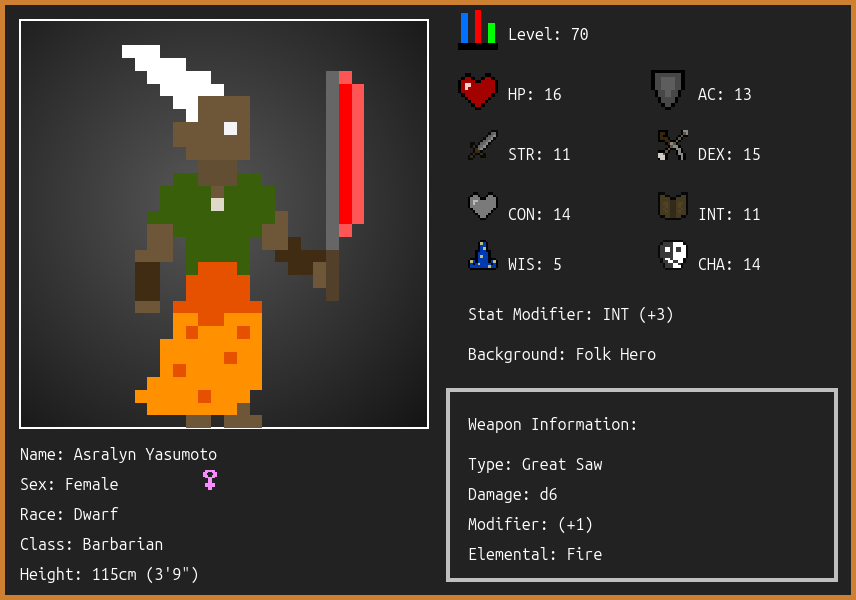 Level: 70
HP: 16
AC: 13
STR: 11
DEX: 15
CON: 14
INT: 11
WIS: 5
CHA: 14
Stat Modifier: INT (+3)
Background: Folk Hero
Weapon Information:
Type: Great Saw
Damage: d6
Modifier: (+1)
Elemental: Fire
Name: Asralyn Yasumoto
Sex: Female
Race: Dwarf
Class: Barbarian
Height: 115cm (3'9")